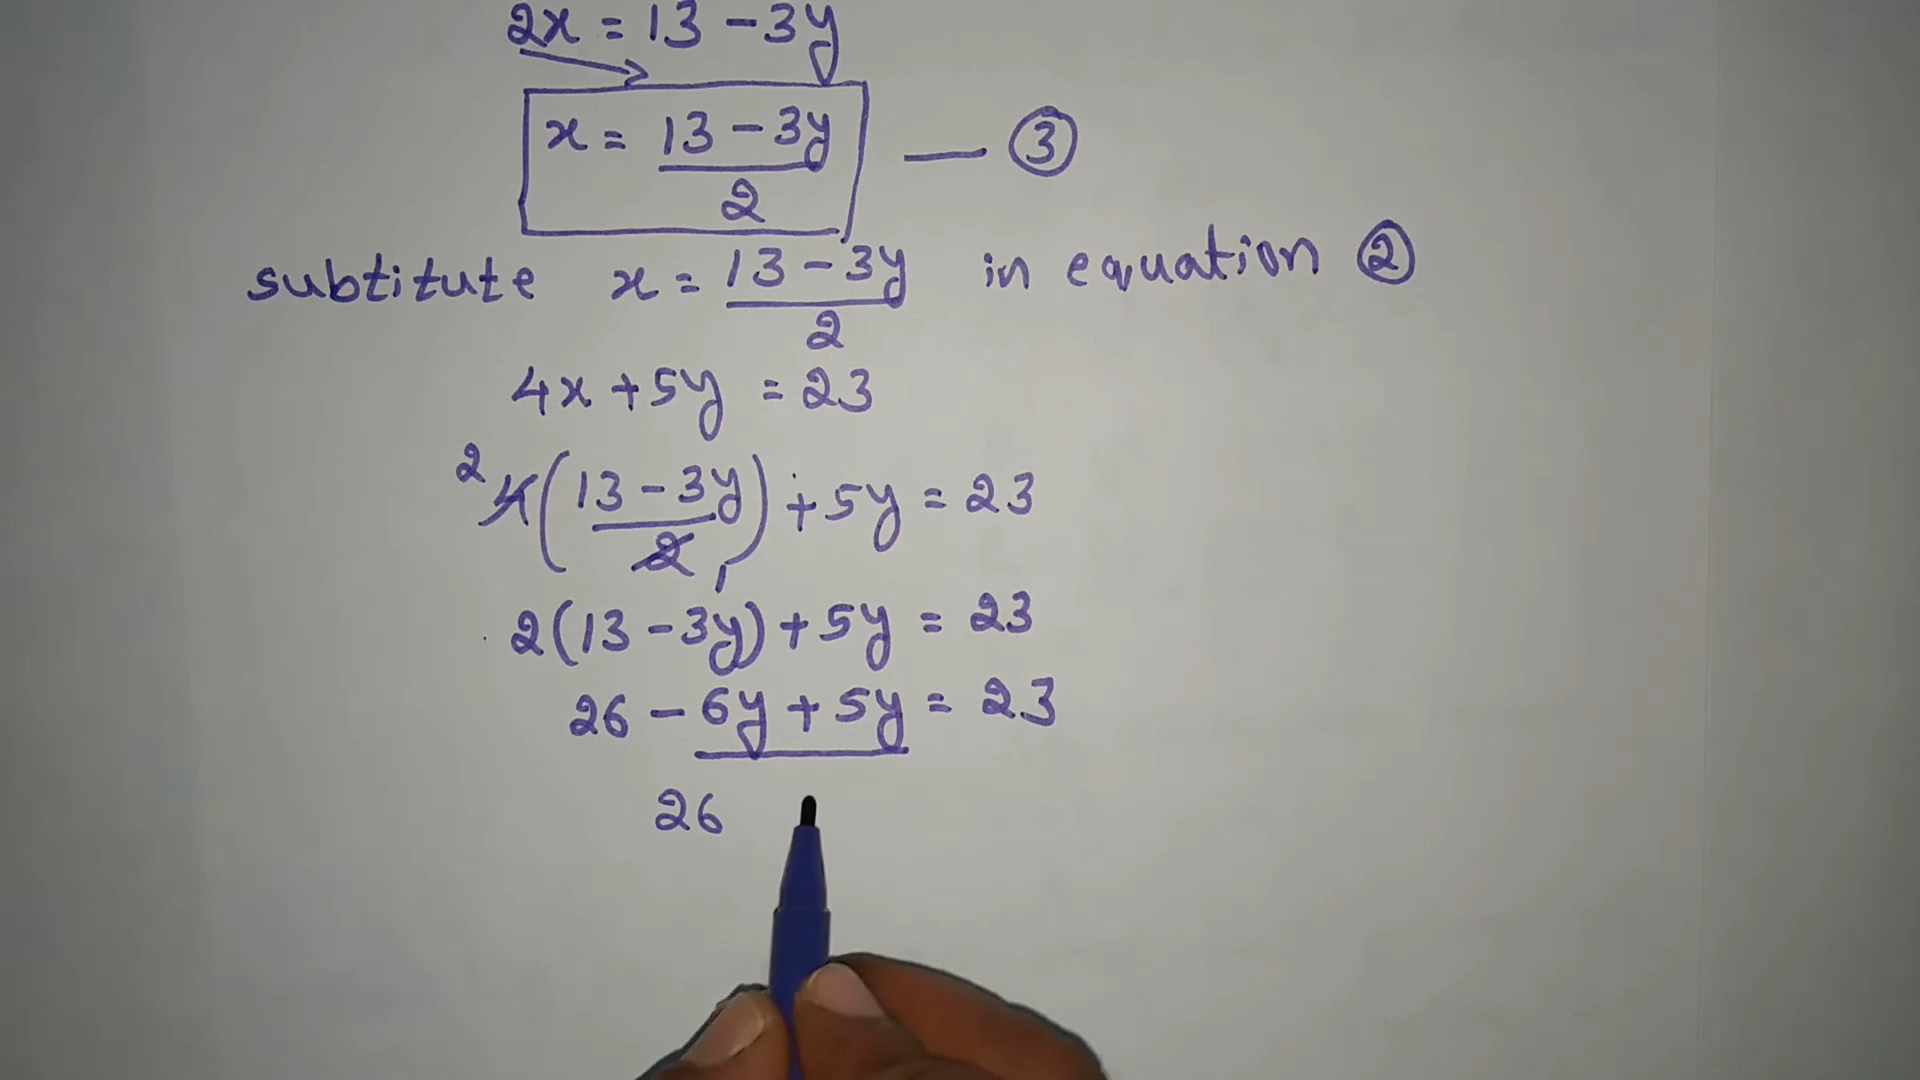 2x = 13 - 3y
x = (13 - 3y)/2 — ③
subtitute x = (13 - 3y)/2 in equation ②
4x + 5y = 23
2 4((13 - 3y)/2) 1 + 5y = 23
2(13 - 3y) + 5y = 23
26 - 6y + 5y = 23
26